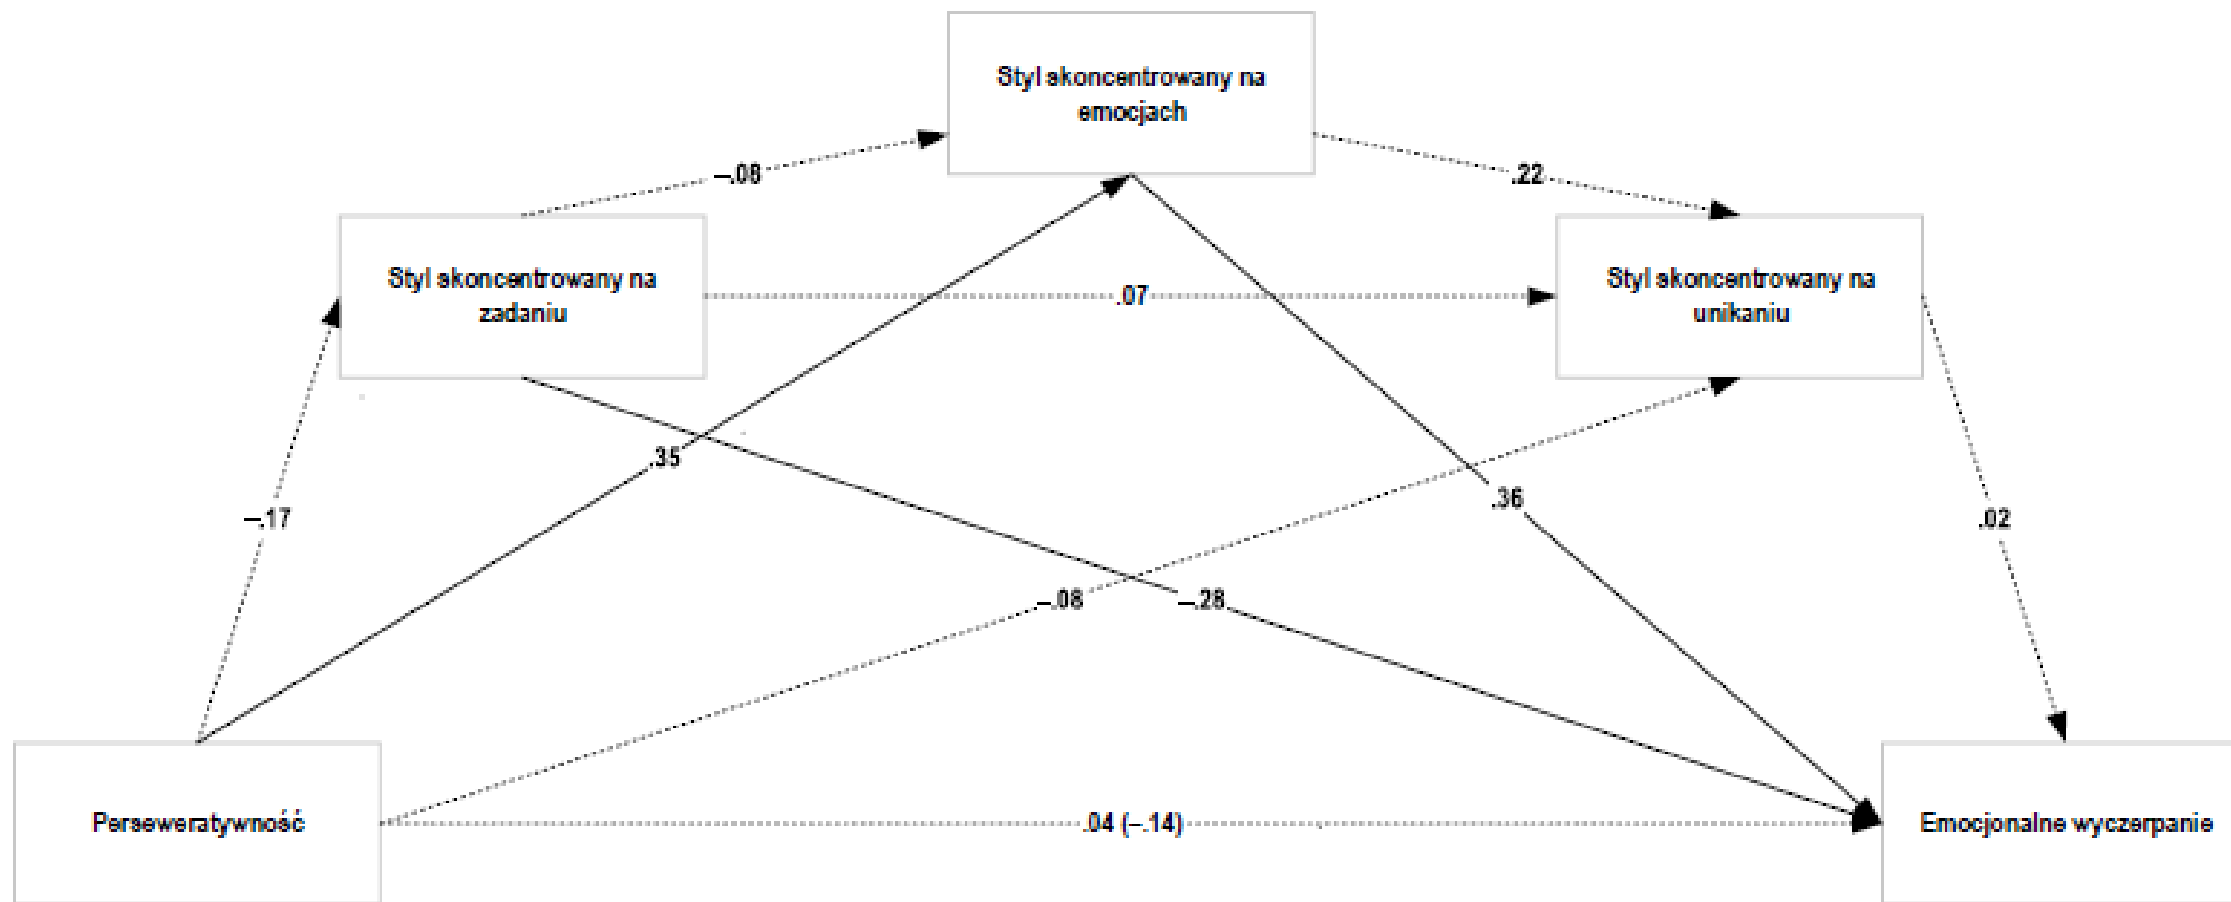 Styl skoncentrowany na
emocjach
–.08
.22
Styl skoncentrowany na
zadaniu
.07
Styl skoncentrowany na
unikaniu
.35
–.17
.36
.02
–.08
–.28
Perseweratywność
.04 (–.14)
Emocjonalne wyczerpanie